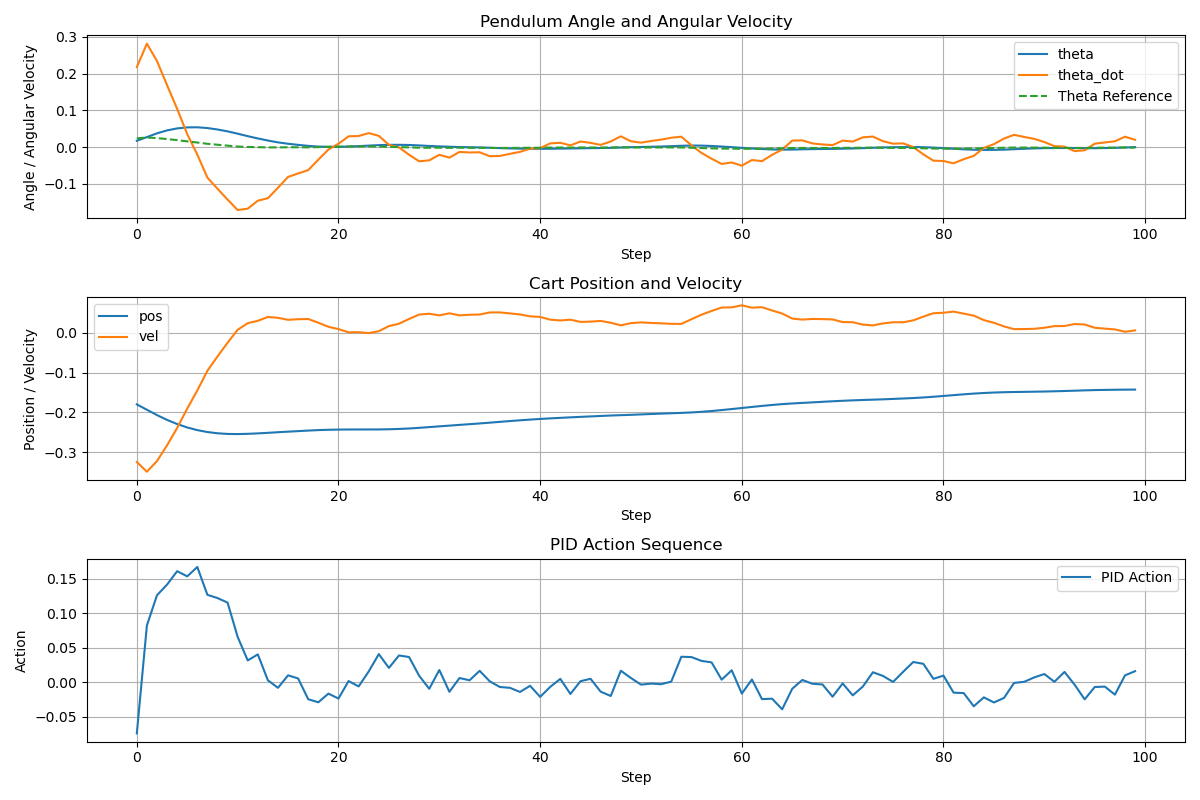 Pendulum Angle and Angular Velocity
Angle / Angular Velocity
0.3
0.2
0.1
0.0
−0.1
theta
theta_dot
Theta Reference
0 20 40 60 80 100
Step
Cart Position and Velocity
Position / Velocity
0.0
−0.1
−0.2
−0.3
pos
vel
0 20 40 60 80 100
Step
PID Action Sequence
Action
0.15
0.10
0.05
0.00
−0.05
PID Action
0 20 40 60 80 100
Step